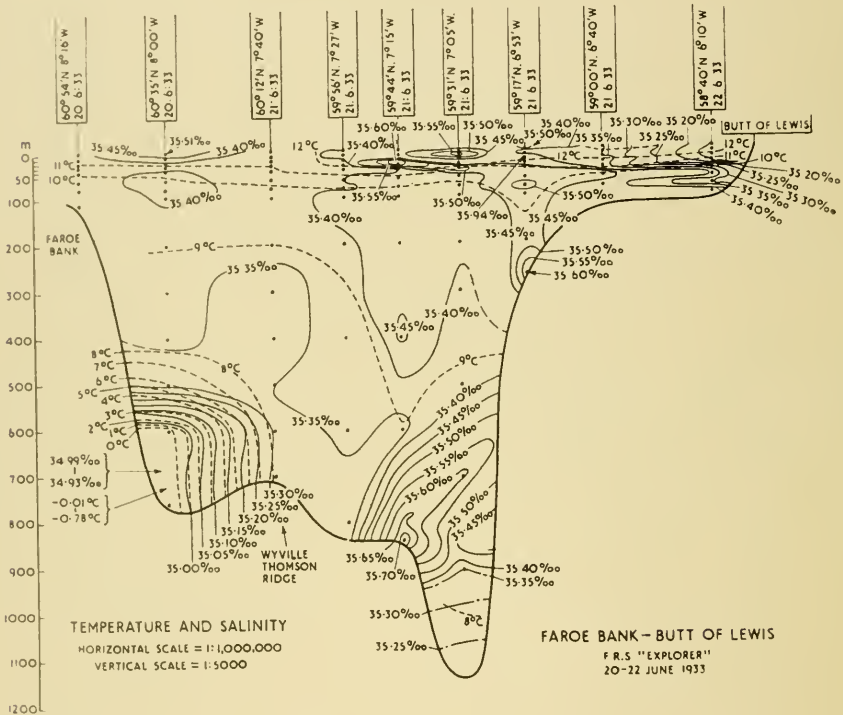 60°54'N. 8°16'W
20·6·33
60°35'N. 8°00'W.
20·6·33
60°12'N. 7°40'W
21·6·33
59°56'N. 7°27'W
21·6·33
59°44'N. 7°15'W
21·6·33
59°31'N. 7°05'W.
21·6·33
59°17'N. 6°53'W
21·6·33
59°00'N. 6°40'W
21·6·33
58°40'N 6°10'W
22·6·33
BUTT OF LEWIS
35·60‰
35·55‰
35·50‰
35·45‰
35·50‰
35·40‰
35·35‰
35·30‰
35·25‰
35·20‰
35·45‰
35·51‰
35·40‰
12°C
35·40‰
12°C
12°C
11°C
10°C
m
0
50
100
200
300
400
500
600
700
800
900
1000
1100
1200
11°C
10°C
35·40‰
35·40‰
35·55‰
35·50‰
35·94‰
35·50‰
35·45‰
35·45‰
35·20‰
35·25‰
35·30‰
35·35‰
35·40‰
FAROE
BANK
9°C
35·35‰
35·50‰
35·55‰
35·60‰
35·45‰
35·40‰
9°C
8°C
7°C
6°C
5°C
4°C
3°C
2°C
1°C
0°C
8°C
35·35‰
35·40‰
35·45‰
35·50‰
35·55‰
35·60‰
35·50‰
35·45‰
34·99‰
34·93‰
-0·01°C
-0·78°C
35·30‰
35·25‰
35·20‰
35·15‰
35·10‰
35·05‰
35·00‰
WYVILLE
THOMSON
RIDGE
35·65‰
35·70‰
35·40‰
35·35‰
35·30‰
8°C
35·25‰
TEMPERATURE AND SALINITY
HORIZONTAL SCALE = 1:1,000,000
VERTICAL SCALE = 1:5000
FAROE BANK–BUTT OF LEWIS
F.R.S "EXPLORER"
20-22 JUNE 1933